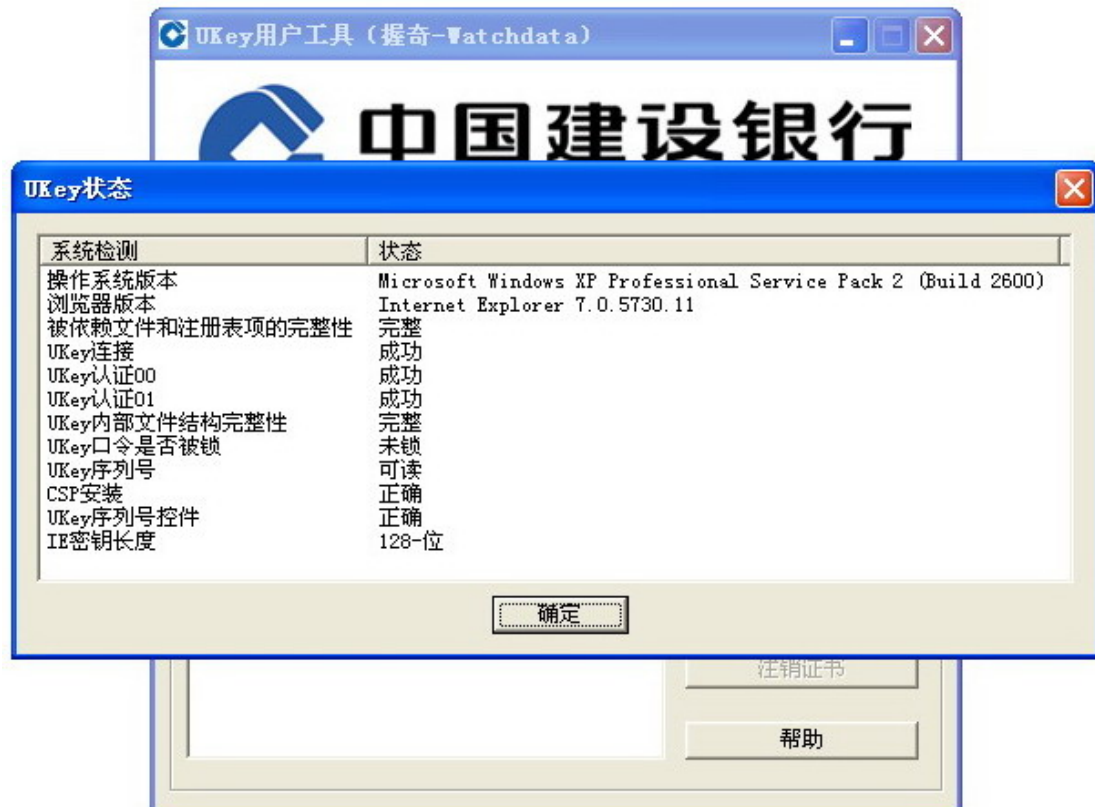 UKey用户工具（握奇-Watchdata）
中国建设银行
UKey状态
系统检测 状态
操作系统版本 Microsoft Windows XP Professional Service Pack 2 (Build 2600)
浏览器版本 Internet Explorer 7.0.5730.11
被依赖文件和注册表项的完整性 完整
UKey连接 成功
UKey认证00 成功
UKey认证01 成功
UKey内部文件结构完整性 完整
UKey口令是否被锁 未锁
UKey序列号 可读
CSP安装 正确
UKey序列号控件 正确
IE密钥长度 128-位
确定
注销证书
帮助